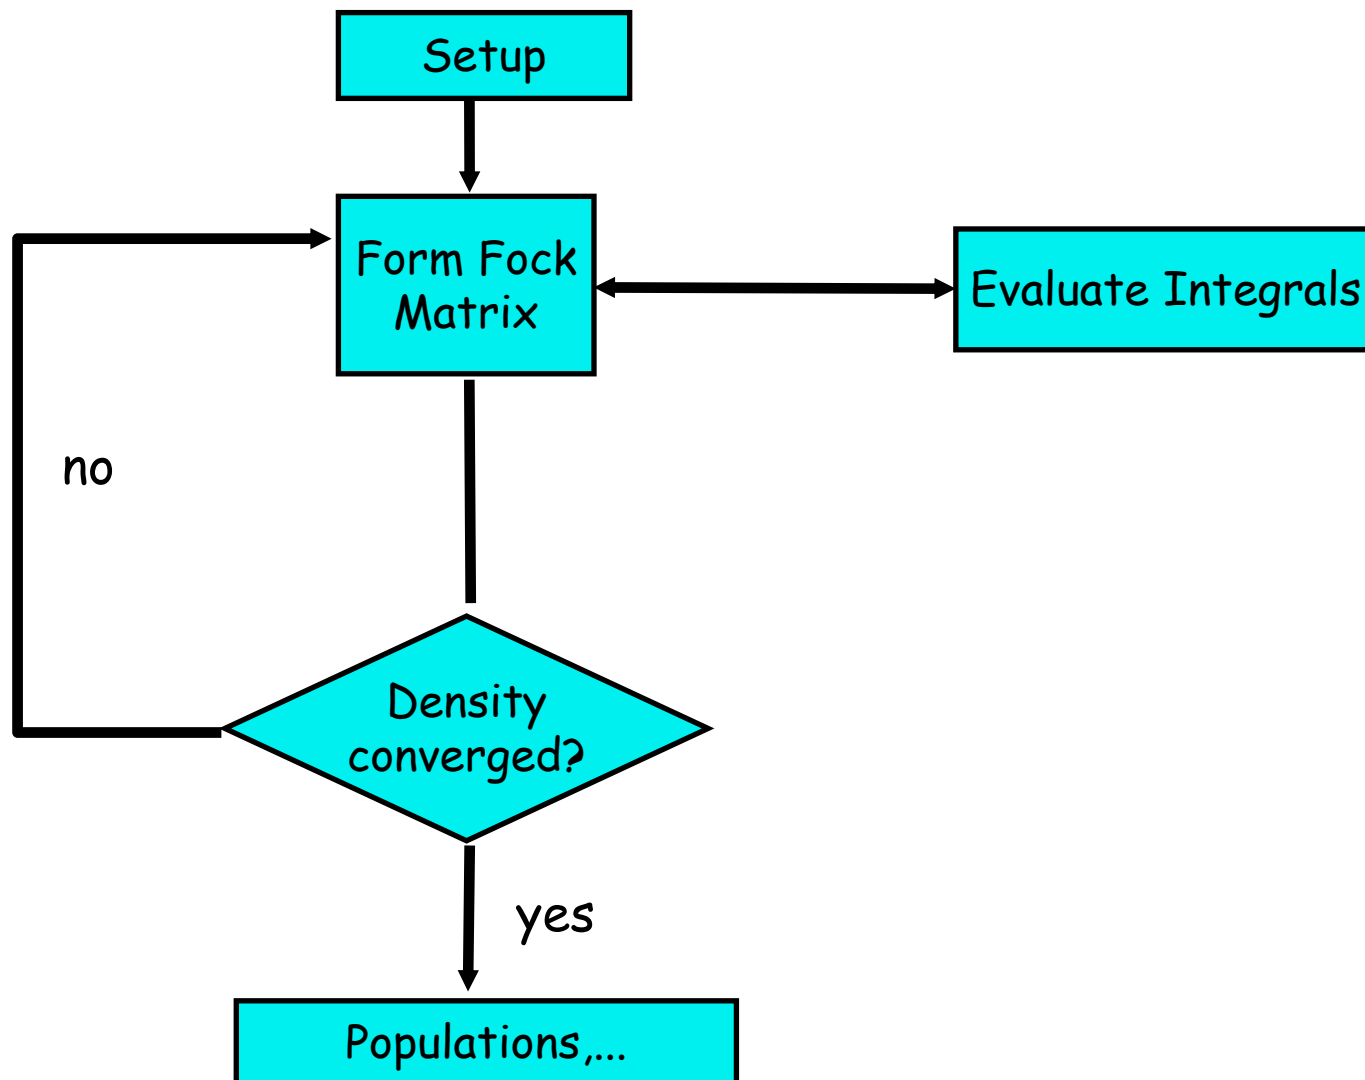 Setup
Form Fock
Matrix
Evaluate Integrals
no
Density
converged?
yes
Populations,...